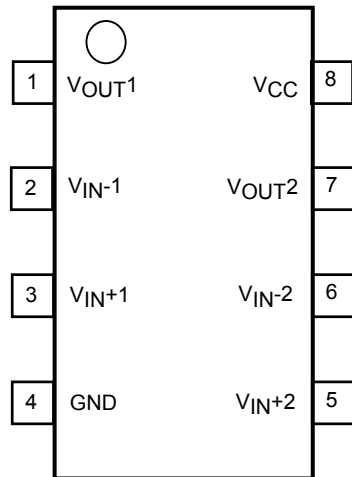 1 VOUT1 VCC 8
2 VIN-1 VOUT2 7
3 VIN+1 VIN-2 6
4 GND VIN+2 5